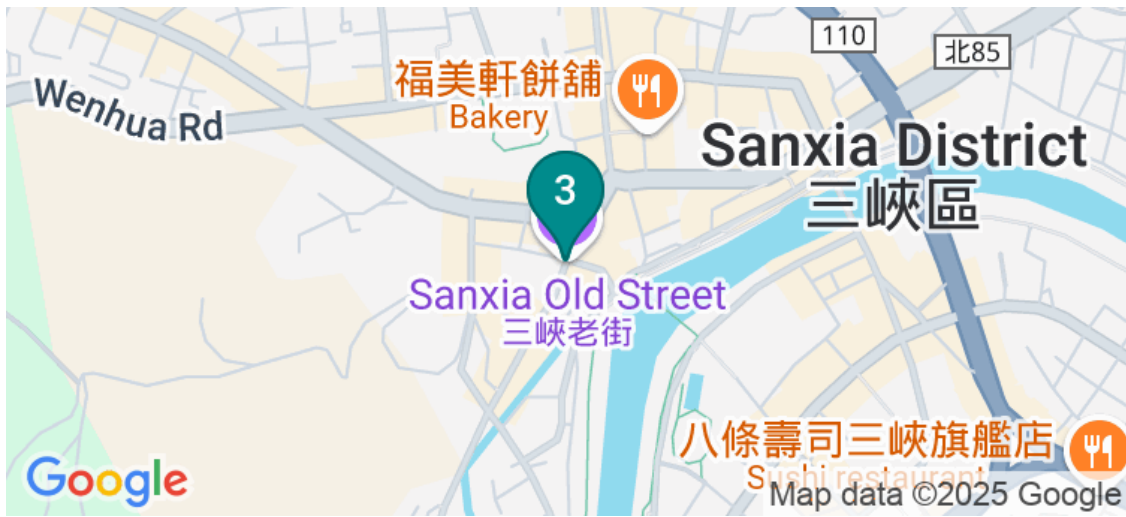 110
北85
福美軒餅舖
Bakery
Wenhua Rd
Sanxia District
三峽區
3
Sanxia Old Street
三峽老街
八條壽司三峽旗艦店
Sushi restaurant
Google
Map data ©2025 Google